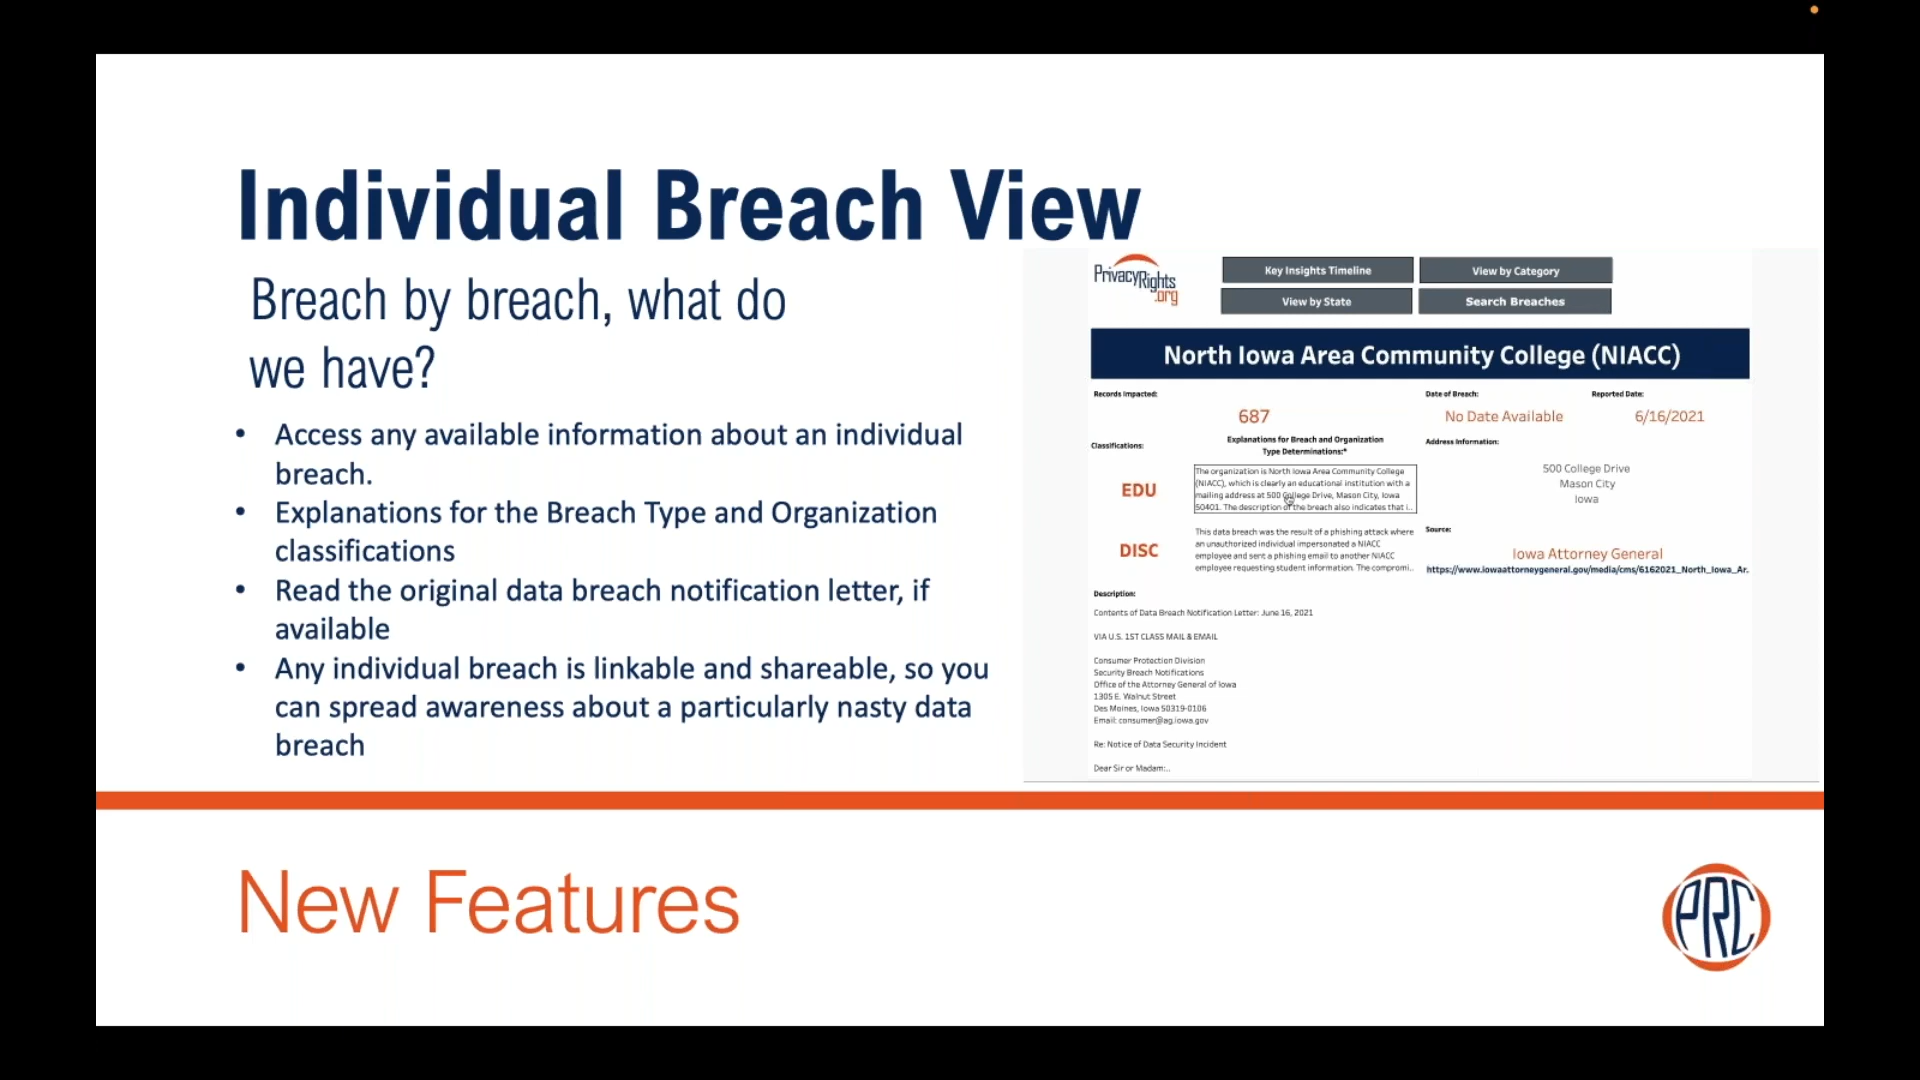 Individual Breach View
Breach by breach, what do
we have?
• Access any available information about an individual
breach.
• Explanations for the Breach Type and Organization
classifications
• Read the original data breach notification letter, if
available
• Any individual breach is linkable and shareable, so you
can spread awareness about a particularly nasty data
breach
PrivacyRights
.org
Key Insights Timeline
View by Category
View by State
Search Breaches
North Iowa Area Community College (NIACC)
Records Impacted:
687
Date of Breach:
No Date Available
Reported Date:
6/16/2021
Classifications:
Explanations for Breach and Organization
Type Determinations:*
EDU
The organization is North Iowa Area Community College
(NIACC), which is clearly an educational institution with a
mailing address at 500 College Drive, Mason City, Iowa
50401. The description of the breach also indicates that i..
DISC
This data breach was the result of a phishing attack where
an unauthorized individual impersonated a NIACC
employee and sent a phishing email to another NIACC
employee requesting student information. The compromi..
Address Information:
500 College Drive
Mason City
Iowa
Source:
Iowa Attorney General
https://www.iowaattorneygeneral.gov/media/cms/6162021_North_Iowa_Ar.
Description:
Contents of Data Breach Notification Letter: June 16, 2021
VIA U.S. 1ST CLASS MAIL & EMAIL
Consumer Protection Division
Security Breach Notifications
Office of the Attorney General of Iowa
1305 E. Walnut Street
Des Moines, Iowa 50319-0106
Email: consumer@ag.iowa.gov
Re: Notice of Data Security Incident
Dear Sir or Madam:..
New Features
PRC